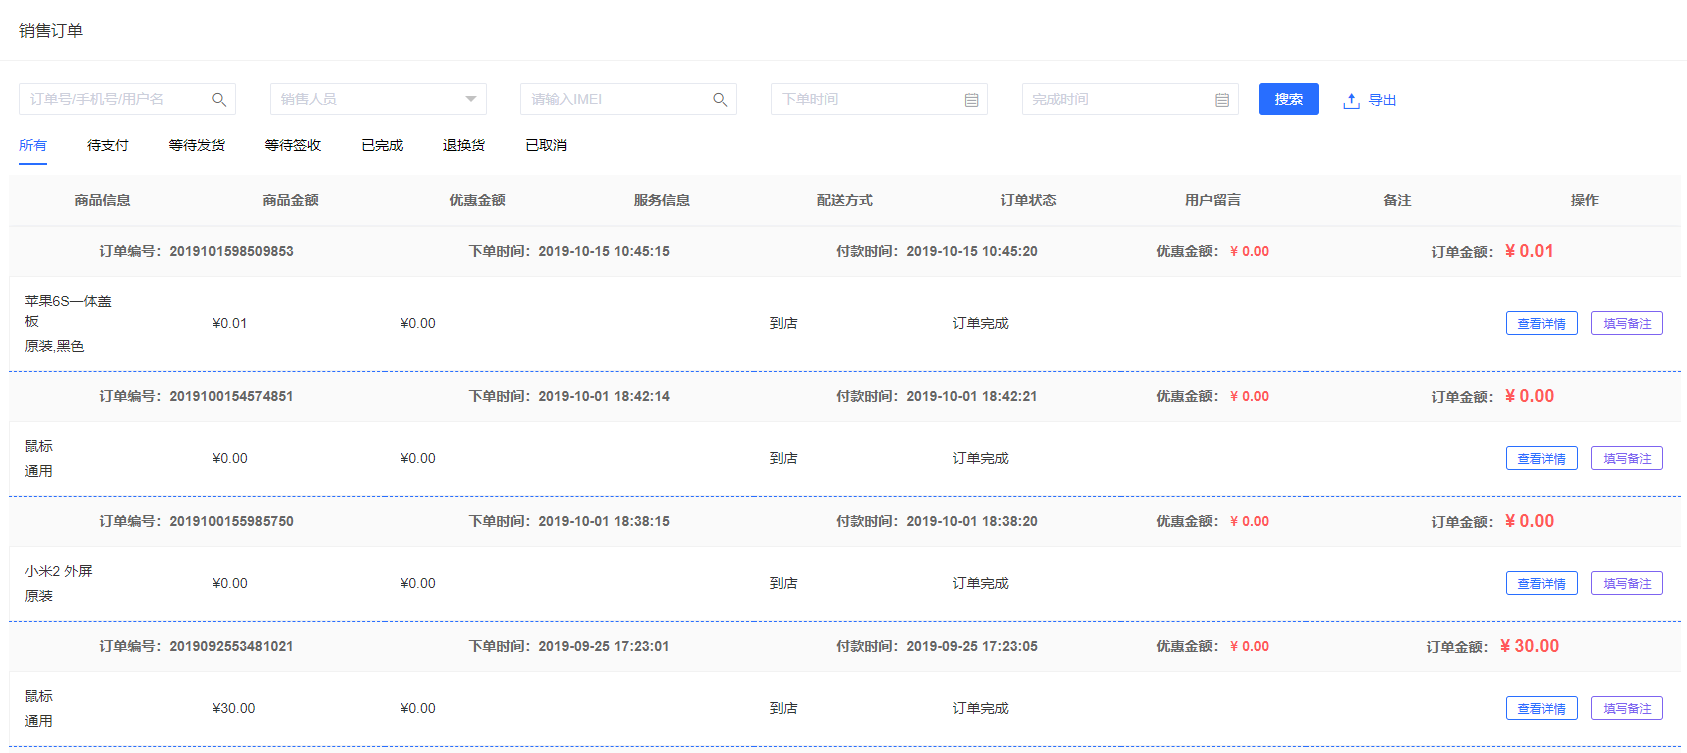 销售订单
订单号/手机号/用户名 销售人员 请输入IMEI 下单时间 完成时间 搜索 导出
所有 待支付 等待发货 等待签收 已完成 退换货 已取消
商品信息 商品金额 优惠金额 服务信息 配送方式 订单状态 用户留言 备注 操作
订单编号：2019101598509853 下单时间：2019-10-15 10:45:15 付款时间：2019-10-15 10:45:20 优惠金额：¥ 0.00 订单金额：¥ 0.01
苹果6S一体盖
板
原装,黑色
¥0.01 ¥0.00 到店 订单完成 查看详情 填写备注
订单编号：2019100154574851 下单时间：2019-10-01 18:42:14 付款时间：2019-10-01 18:42:21 优惠金额：¥ 0.00 订单金额：¥ 0.00
鼠标
通用
¥0.00 ¥0.00 到店 订单完成 查看详情 填写备注
订单编号：2019100155985750 下单时间：2019-10-01 18:38:15 付款时间：2019-10-01 18:38:20 优惠金额：¥ 0.00 订单金额：¥ 0.00
小米2 外屏
原装
¥0.00 ¥0.00 到店 订单完成 查看详情 填写备注
订单编号：2019092553481021 下单时间：2019-09-25 17:23:01 付款时间：2019-09-25 17:23:05 优惠金额：¥ 0.00 订单金额：¥ 30.00
鼠标
通用
¥30.00 ¥0.00 到店 订单完成 查看详情 填写备注